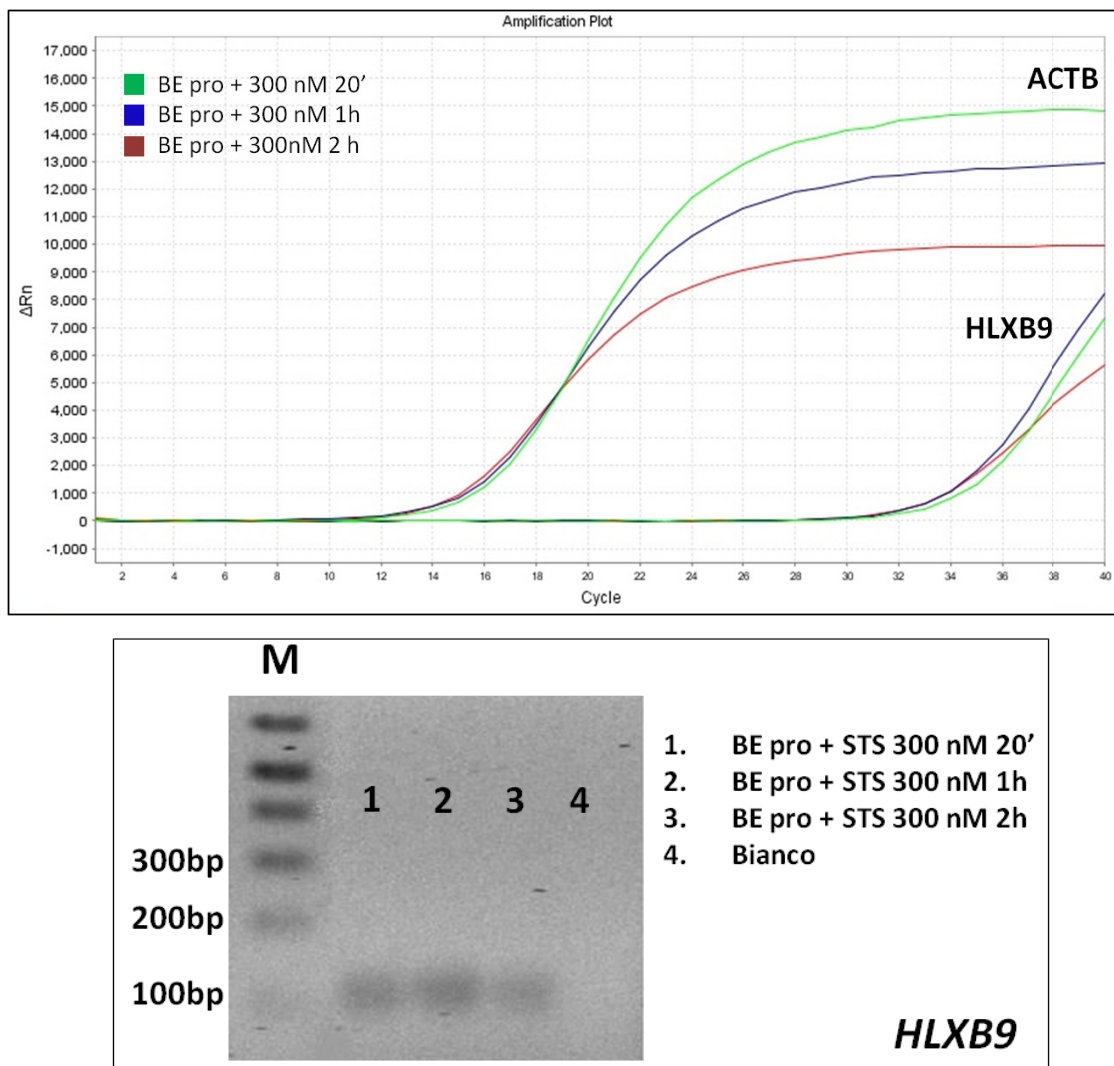 Amplification Plot
17,000
16,000
15,000
14,000
13,000
12,000
11,000
10,000
9,000
8,000
7,000
6,000
5,000
4,000
3,000
2,000
1,000
0
-1,000
ΔRn
BE pro + 300 nM 20’
BE pro + 300 nM 1h
BE pro + 300nM 2 h
ACTB
HLXB9
2 4 6 8 10 12 14 16 18 20 22 24 26 28 30 32 34 36 38 40
Cycle
M
1 2 3 4
300bp
200bp
100bp
1. BE pro + STS 300 nM 20’
2. BE pro + STS 300 nM 1h
3. BE pro + STS 300 nM 2h
4. Bianco
HLXB9